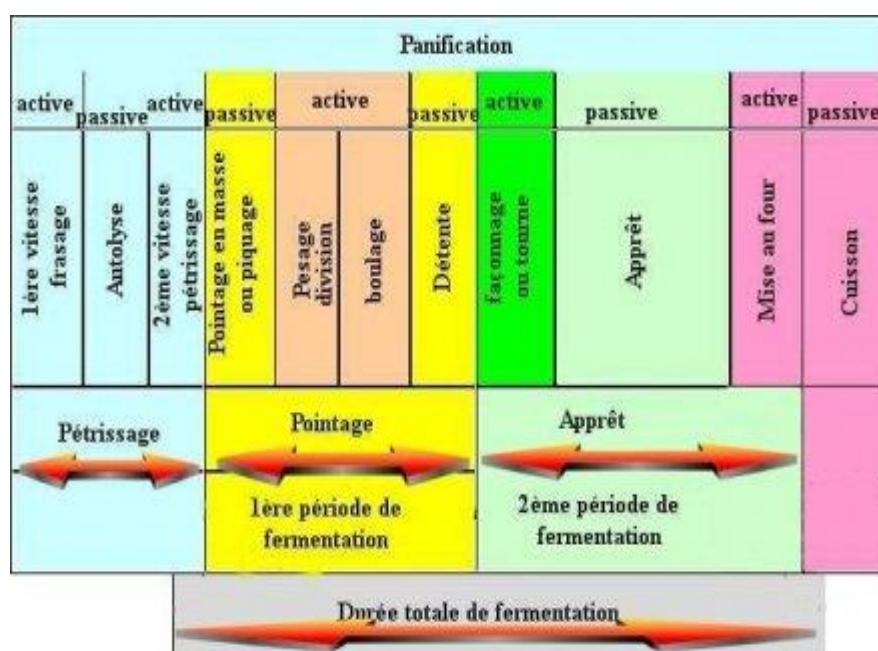 Panification
active
passive
active
passive
active
passive
active
passive
active
passive
1ère vitesse
frasage
Autolyse
2ème vitesse
pétrissage
Pointage en masse
ou piquage
Pesage
division
boulage
Détente
façonnage
ou tourne
Apprêt
Mise au four
Cuisson
Pétrissage
Pointage
Apprêt
1ère période de
fermentation
2ème période de
fermentation
Durée totale de fermentation